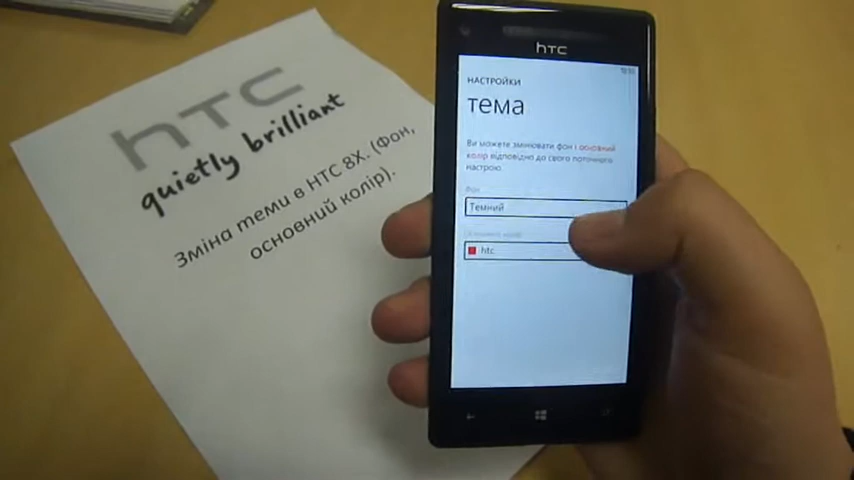 hTC
quietly brilliant
Зміна теми в HTC 8X. (Фон,
основний колір).
hTC
НАСТРОЙКИ
тема
Ви можете змінювати фон і основний
колір відповідно до свого поточного
настрою.
Фон
Темний
htc